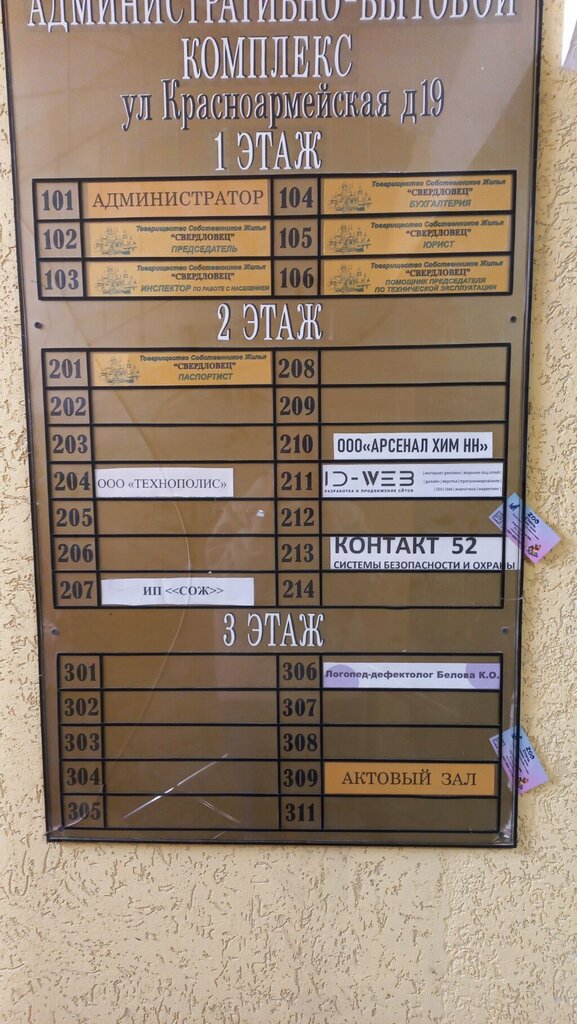 АДМИНИСТРАТИВНО-БЫТОВОЙ
КОМПЛЕКС
ул Красноармейская д19
1 ЭТАЖ
101 АДМИНИСТРАТОР
102 Товарищество Собственников Жилья
"СВЕРДЛОВЕЦ"
ПРЕДСЕДАТЕЛЬ
103 Товарищество Собственников Жилья
"СВЕРДЛОВЕЦ"
ИНСПЕКТОР ПО РАБОТЕ С НАСЕЛЕНИЕМ
104 Товарищество Собственников Жилья
"СВЕРДЛОВЕЦ"
БУХГАЛТЕРИЯ
105 Товарищество Собственников Жилья
"СВЕРДЛОВЕЦ"
ЮРИСТ
106 Товарищество Собственников Жилья
"СВЕРДЛОВЕЦ"
ПОМОЩНИК ПРЕДСЕДАТЕЛЯ
ПО ТЕХНИЧЕСКОЙ ЭКСПЛУАТАЦИИ
2 ЭТАЖ
201 Товарищество Собственников Жилья
"СВЕРДЛОВЕЦ"
ПАСПОРТИСТ
202
203
204 ООО «ТЕХНОПОЛИС»
205
206
207 ИП <<СОЖ>>
208
209
210 ООО«АРСЕНАЛ ХИМ НН»
211 ID-WEB
РАЗРАБОТКА И ПРОДВИЖЕНИЕ САЙТОВ
212
213 КОНТАКТ 52
СИСТЕМЫ БЕЗОПАСНОСТИ И ОХРАНЫ
214
3 ЭТАЖ
301
302
303
304
305
306 Логопед-дефектолог Белова К.О.
307
308
309 АКТОВЫЙ ЗАЛ
311